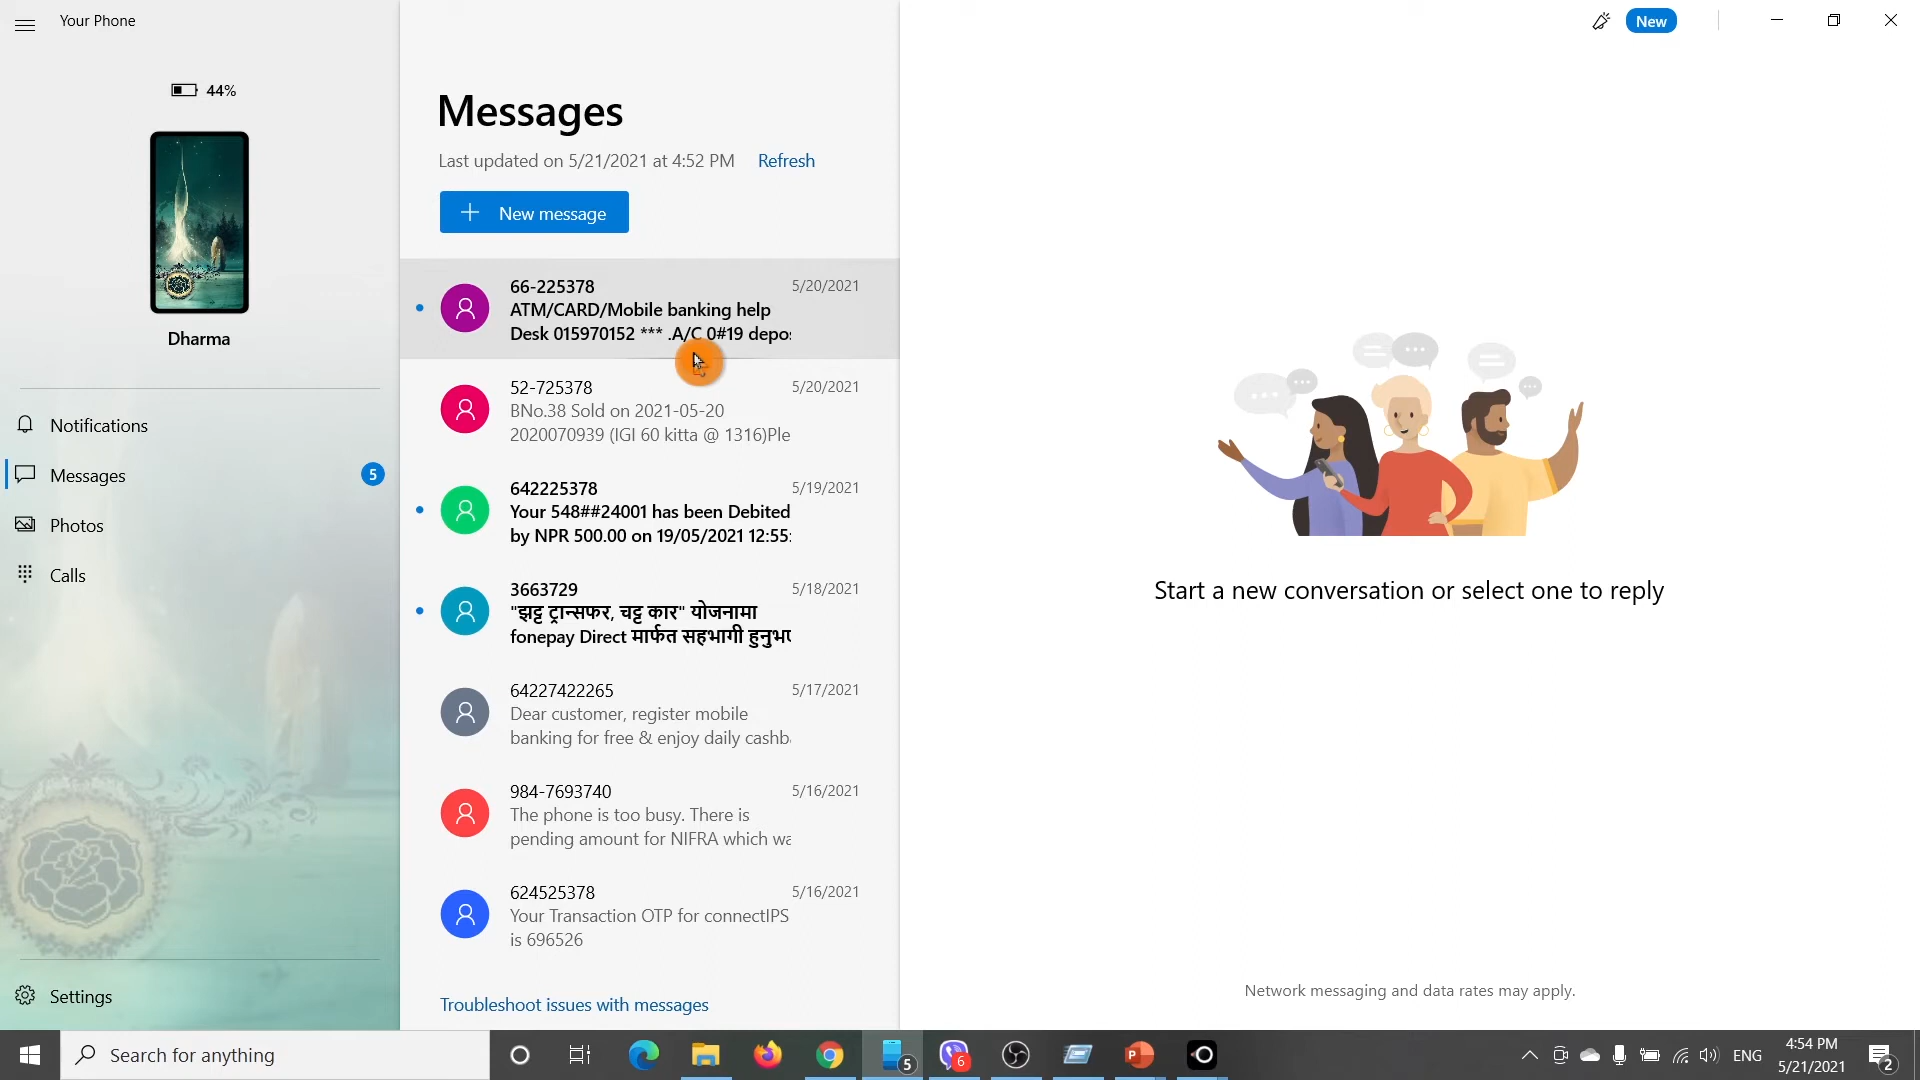 Your Phone
New
44%
Dharma
Notifications
Messages
5
Photos
Calls
Settings
Messages
Last updated on 5/21/2021 at 4:52 PM Refresh
New message
66-225378 5/20/2021
ATM/CARD/Mobile banking help
Desk 015970152 *** .A/C 0#19 depo
52-725378 5/20/2021
BNo.38 Sold on 2021-05-20
2020070939 (IGI 60 kitta @ 1316)Ple
642225378 5/19/2021
Your 548##24001 has been Debited
by NPR 500.00 on 19/05/2021 12:55:
3663729 5/18/2021
"झट्ट ट्रान्सफर, चट्ट कार" योजनामा
fonepay Direct मार्फत सहभागी हुनुभए
64227422265 5/17/2021
Dear customer, register mobile
banking for free & enjoy daily cashb
984-7693740 5/16/2021
The phone is too busy. There is
pending amount for NIFRA which wa
624525378 5/16/2021
Your Transaction OTP for connectIPS
is 696526
Troubleshoot issues with messages
Start a new conversation or select one to reply
Network messaging and data rates may apply.
Search for anything
5
6
P
ENG
4:54 PM
5/21/2021
2